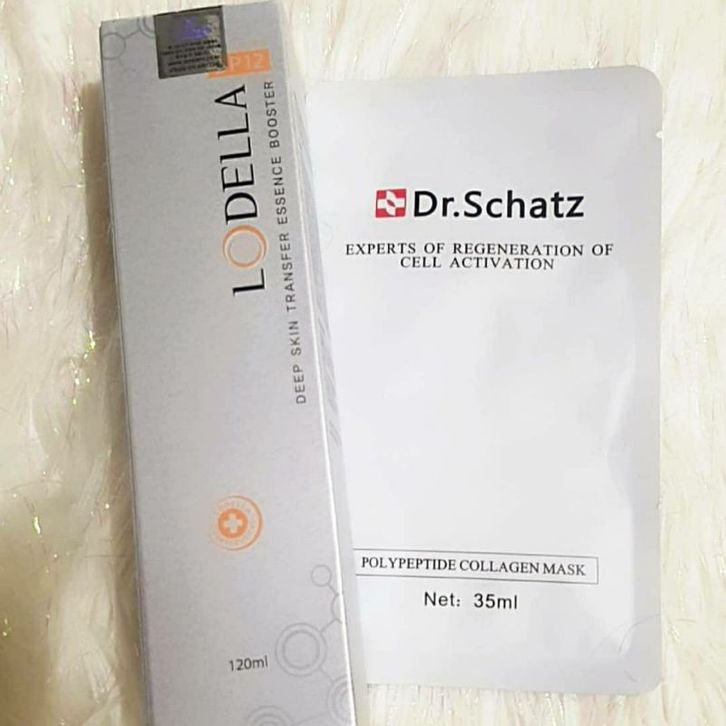 P12
LODELLA
DEEP SKIN TRANSFER ESSENCE BOOSTER
120ml
Dr.Schatz
EXPERTS OF REGENERATION OF
CELL ACTIVATION
POLYPEPTIDE COLLAGEN MASK
Net: 35ml